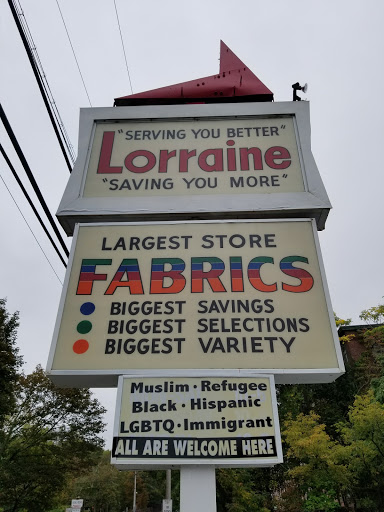 "SERVING YOU BETTER"
Lorraine
"SAVING YOU MORE"
LARGEST STORE
FABRICS
BIGGEST SAVINGS
BIGGEST SELECTIONS
BIGGEST VARIETY
Muslim · Refugee
Black · Hispanic
LGBTQ · Immigrant
ALL ARE WELCOME HERE